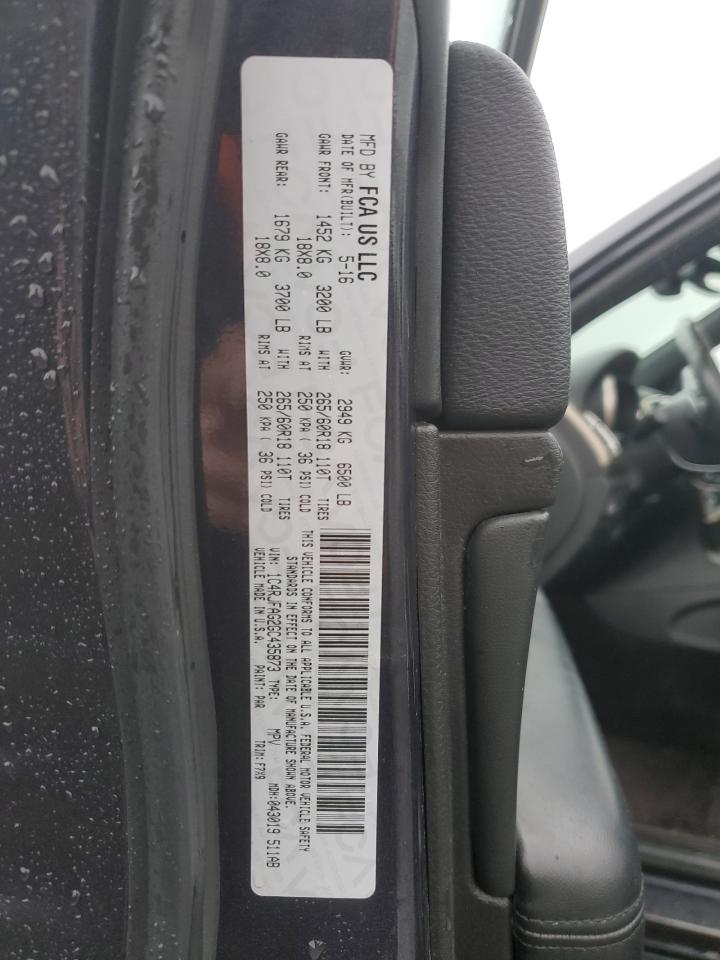 MFD BY FCA US LLC
DATE OF MFR(BUILT): 5-16 GVWR: 2949 KG 6500 LB
GAWR FRONT: 1452 KG 3200 LB WITH 265/60R18 110T TIRES
18X8.0 RIMS AT 250 KPA ( 36 PSI) COLD
GAWR REAR: 1679 KG 3700 LB WITH 265/60R18 110T TIRES
18X8.0 RIMS AT 250 KPA ( 36 PSI) COLD
THIS VEHICLE CONFORMS TO ALL APPLICABLE U.S.A. FEDERAL MOTOR VEHICLE SAFETY
STANDARDS IN EFFECT ON THE DATE OF MANUFACTURE SHOWN ABOVE.
VIN: 1C4RJFAG2GC435873 TYPE: MPV MDH:043019 511AB
VEHICLE MADE IN U.S.A. PAINT: PAR TRIM:F7X9